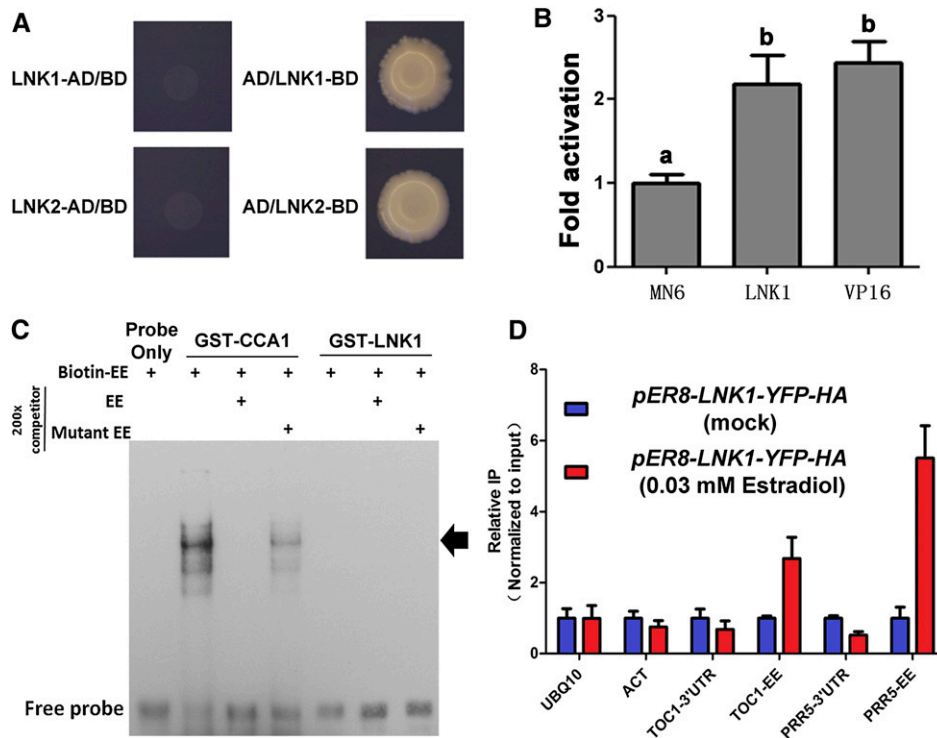 A
LNK1-AD/BD
AD/LNK1-BD
LNK2-AD/BD
AD/LNK2-BD
B
Fold activation
3
2
1
0
a
b
b
MN6
LNK1
VP16
C
Probe
Only
GST-CCA1
GST-LNK1
Biotin-EE
+ + + + + + +
200x
competitor
EE
+ +
Mutant EE
+ +
Free probe
D
Relative IP
(Normalized to input)
8
6
4
2
0
pER8-LNK1-YFP-HA
(mock)
pER8-LNK1-YFP-HA
(0.03 mM Estradiol)
UBQ10
ACT
TOC1-3'UTR
TOC1-EE
PRR5-3'UTR
PRR5-EE